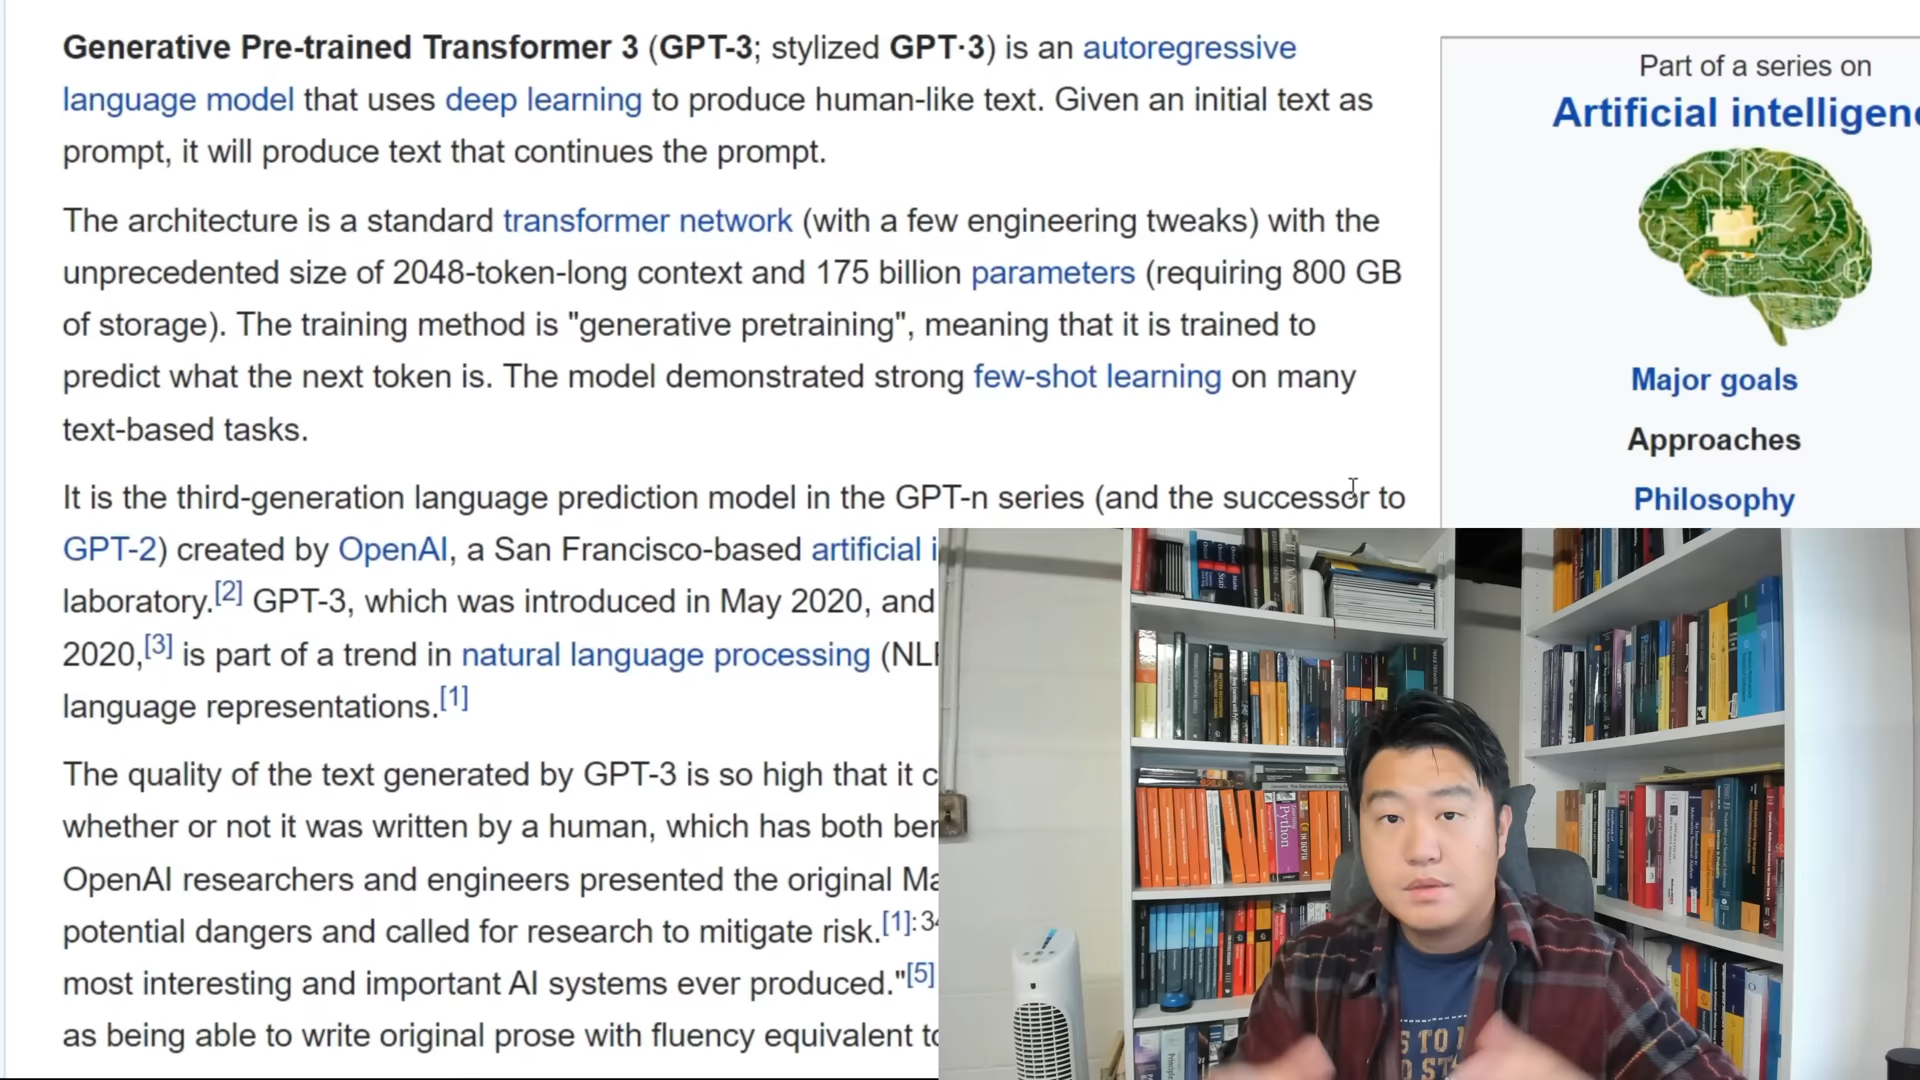 Generative Pre-trained Transformer 3 (GPT-3; stylized GPT·3) is an autoregressive
language model that uses deep learning to produce human-like text. Given an initial text as
prompt, it will produce text that continues the prompt.
The architecture is a standard transformer network (with a few engineering tweaks) with the
unprecedented size of 2048-token-long context and 175 billion parameters (requiring 800 GB
of storage). The training method is "generative pretraining", meaning that it is trained to
predict what the next token is. The model demonstrated strong few-shot learning on many
text-based tasks.
It is the third-generation language prediction model in the GPT-n series (and the successor to
GPT-2) created by OpenAI, a San Francisco-based artificial i
laboratory.[2] GPT-3, which was introduced in May 2020, and
2020,[3] is part of a trend in natural language processing (NL
language representations.[1]
The quality of the text generated by GPT-3 is so high that it c
whether or not it was written by a human, which has both ber
OpenAI researchers and engineers presented the original Ma
potential dangers and called for research to mitigate risk.[1]:34
most interesting and important AI systems ever produced."[5]
as being able to write original prose with fluency equivalent to
Part of a series on
Artificial intelligenc
Major goals
Approaches
Philosophy
Python
IN DEPTH
S TO